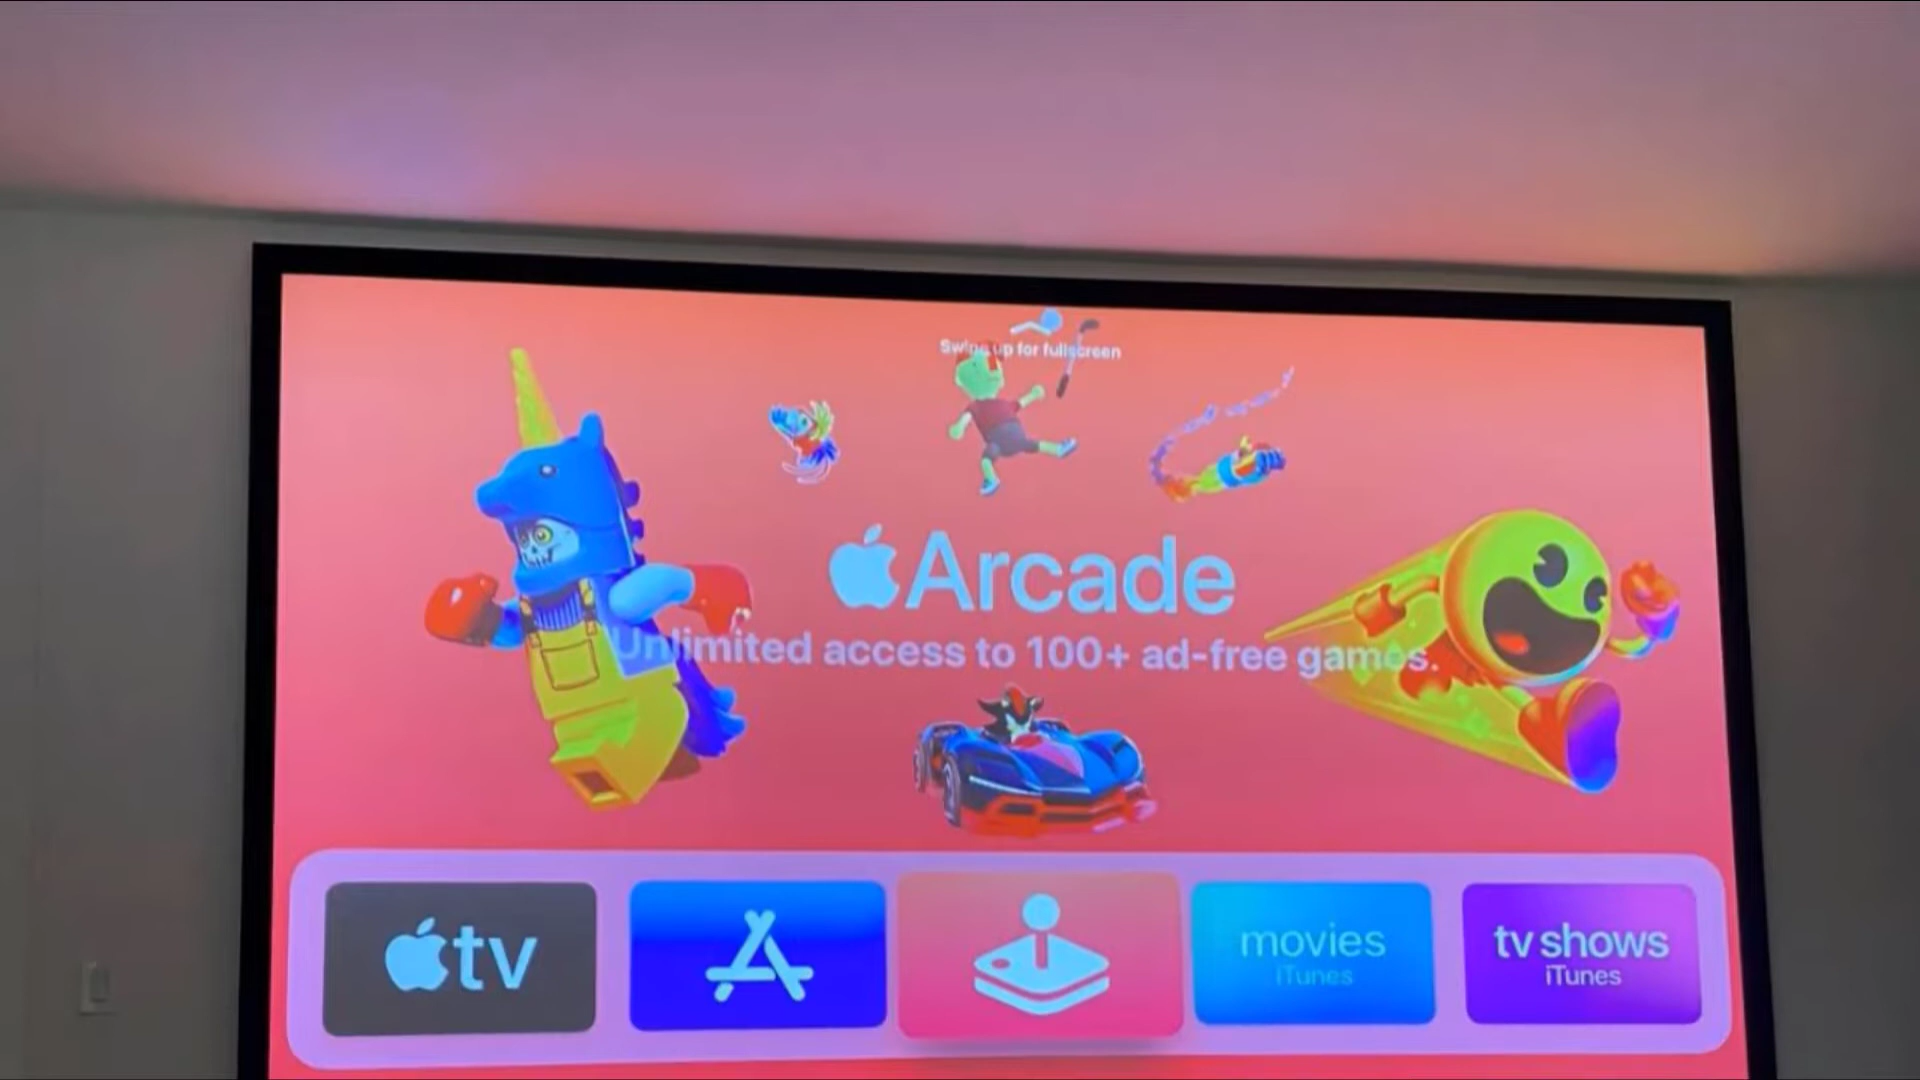 Swipe up for fullscreen
Arcade
Unlimited access to 100+ ad-free games.
tv
movies
iTunes
tv shows
iTunes